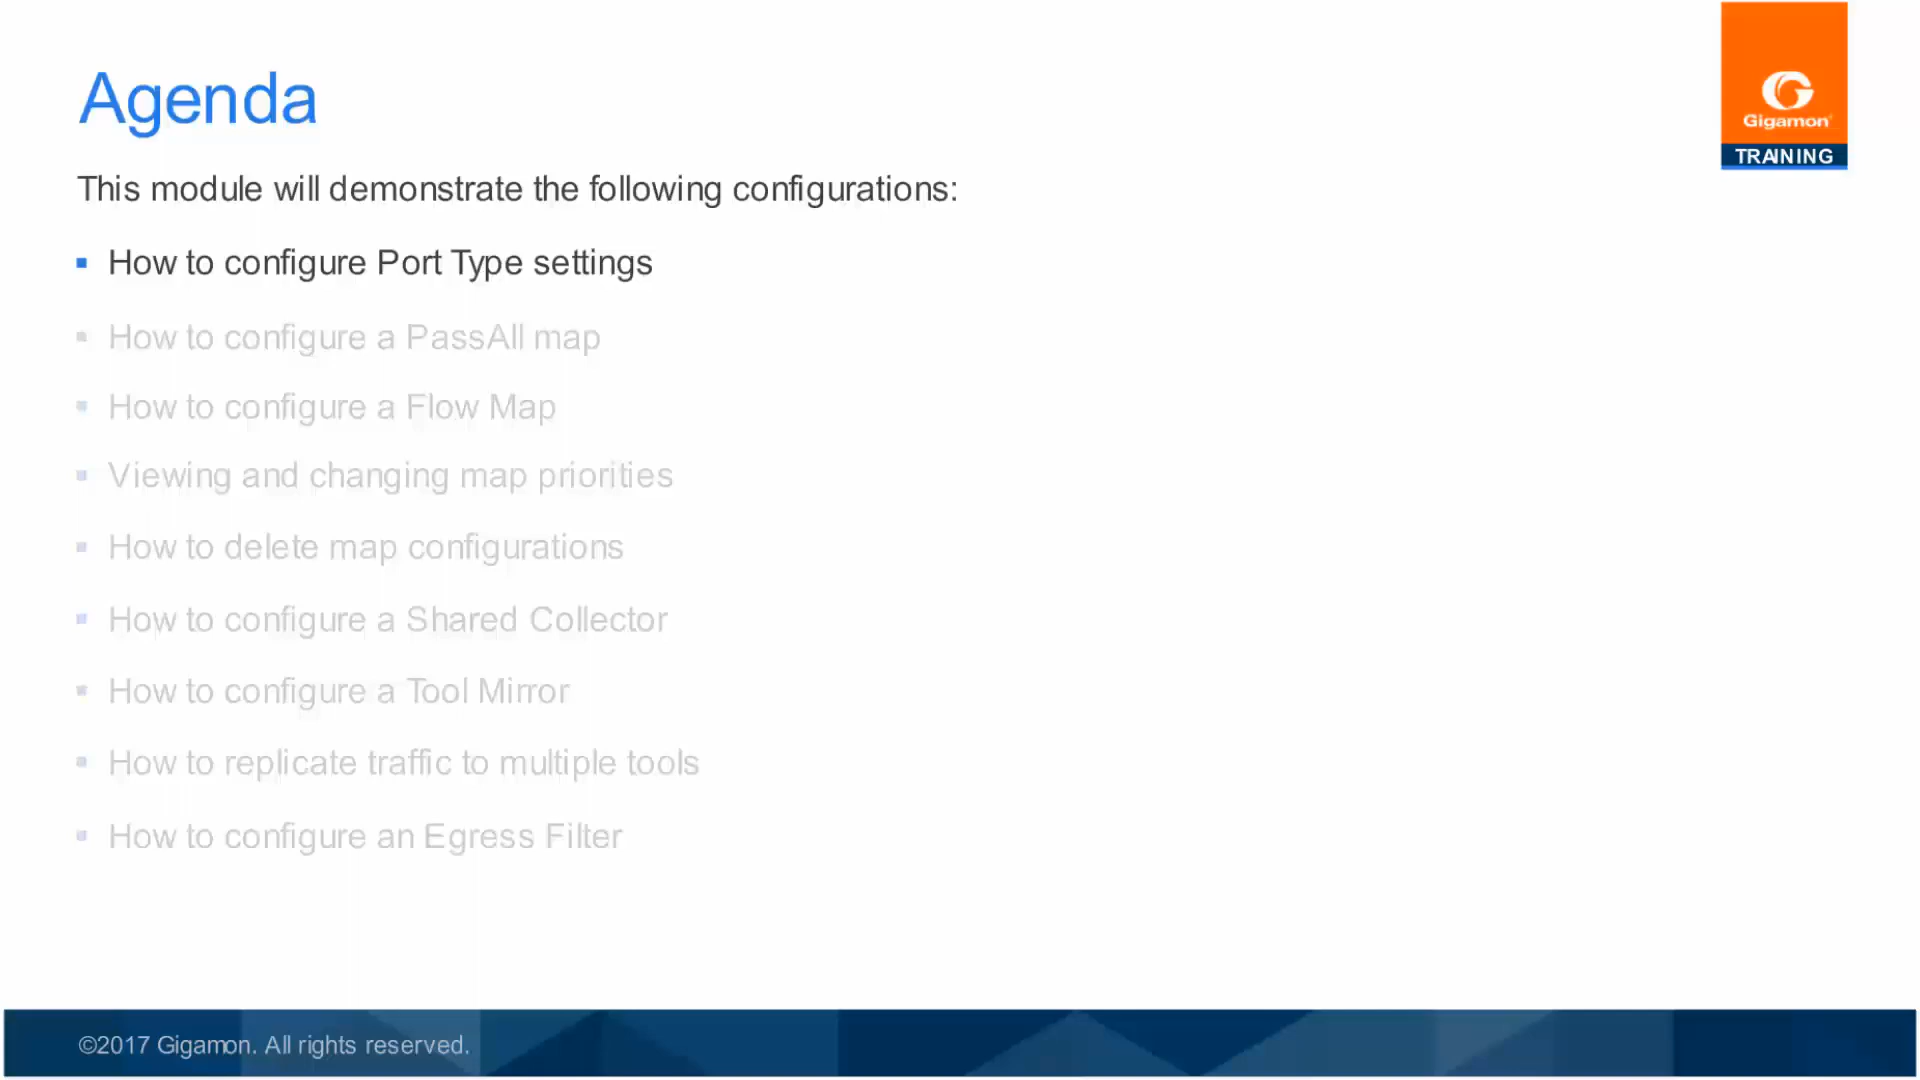 Agenda
Gigamon
TRAINING
This module will demonstrate the following configurations:
▪ How to configure Port Type settings
▪ How to configure a PassAll map
▪ How to configure a Flow Map
▪ Viewing and changing map priorities
▪ How to delete map configurations
▪ How to configure a Shared Collector
▪ How to configure a Tool Mirror
▪ How to replicate traffic to multiple tools
▪ How to configure an Egress Filter
©2017 Gigamon. All rights reserved.